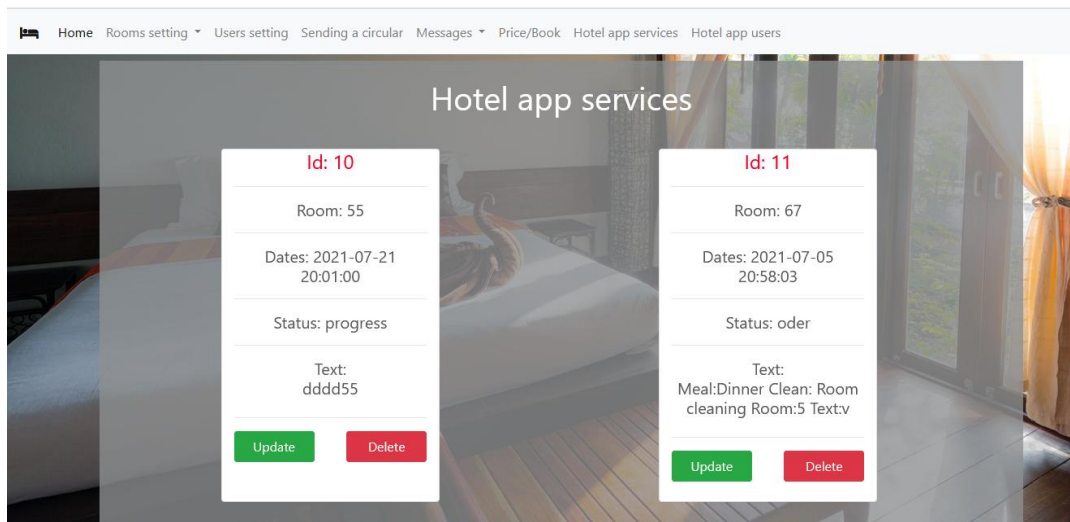 Home Rooms setting Users setting Sending a circular Messages Price/Book Hotel app services Hotel app users
Hotel app services
Id: 10
Room: 55
Dates: 2021-07-21
20:01:00
Status: progress
Text:
dddd55
Update Delete
Id: 11
Room: 67
Dates: 2021-07-05
20:58:03
Status: oder
Text:
Meal:Dinner Clean: Room
cleaning Room:5 Text:v
Update Delete